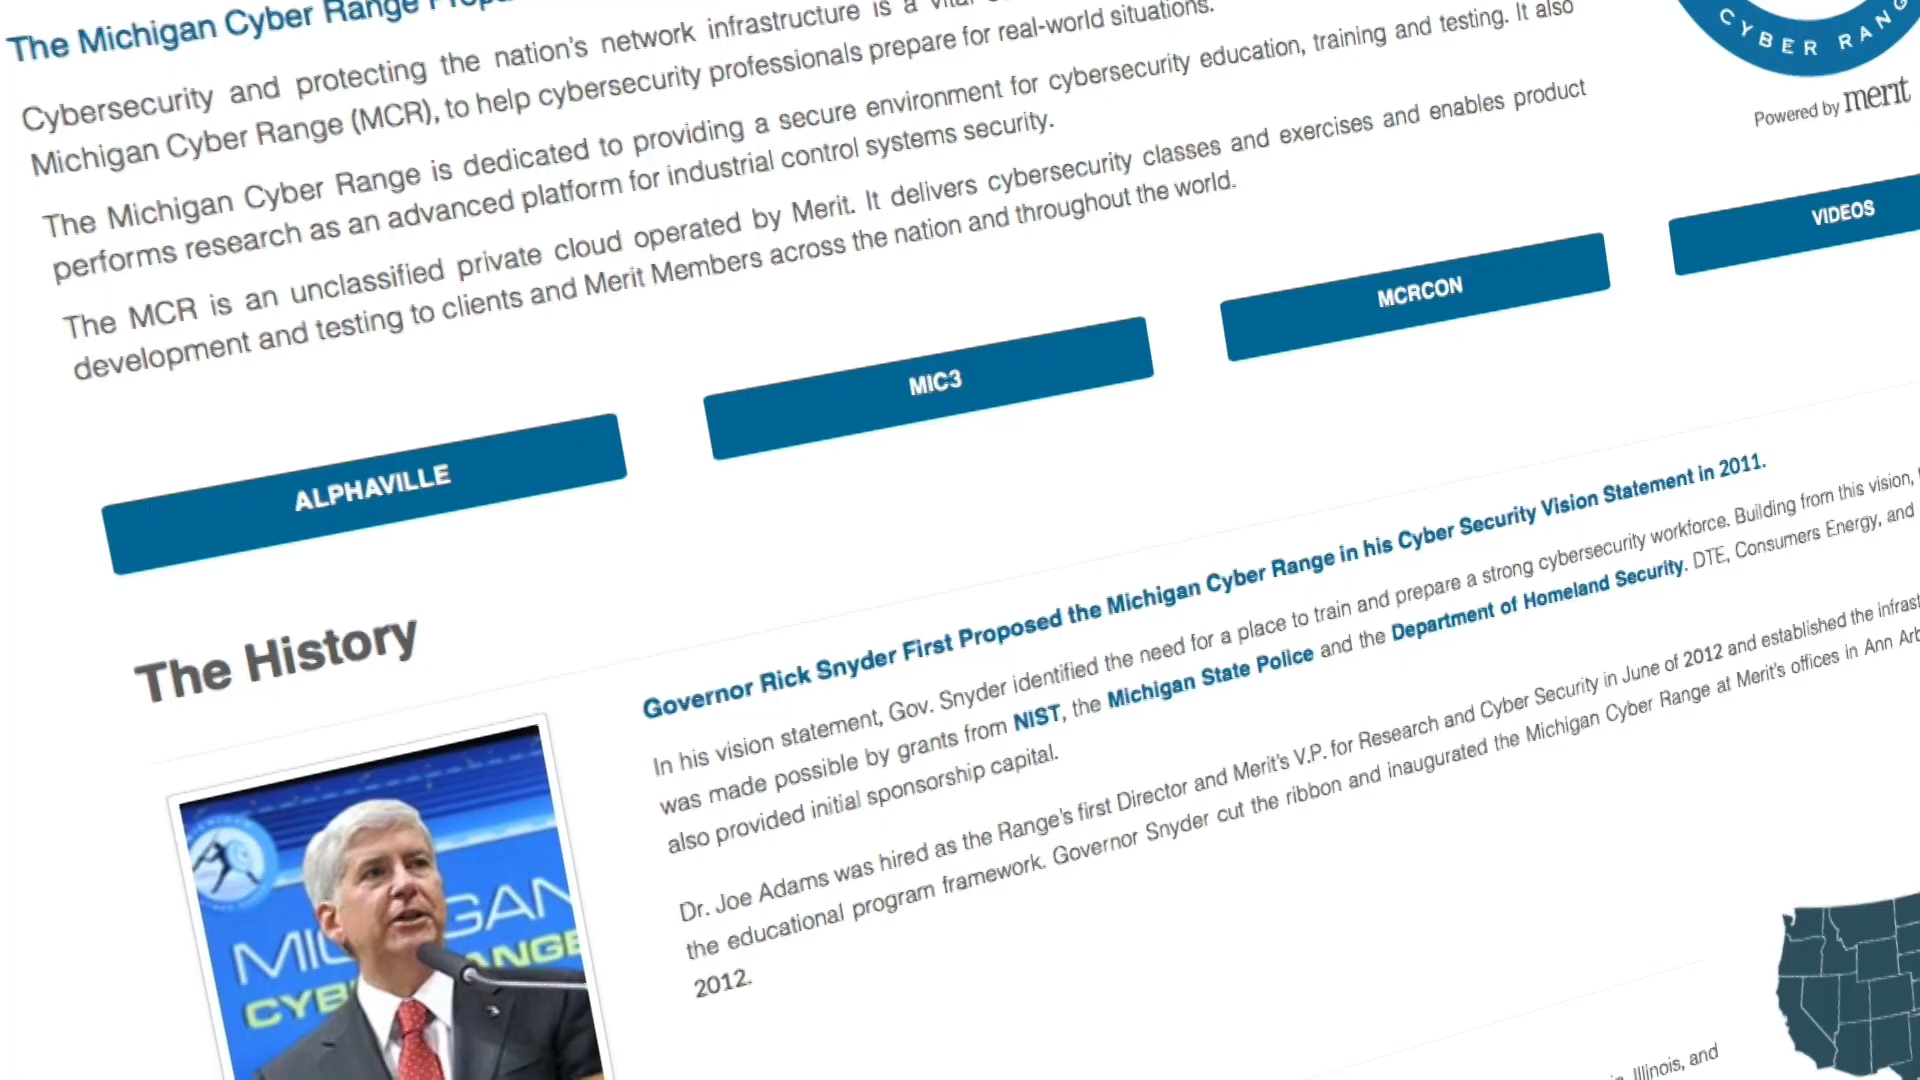 The Michigan Cyber Range
Cybersecurity and protecting the nation's network infrastructure is a vital
Michigan Cyber Range (MCR), to help cybersecurity professionals prepare for real-world situations.
The Michigan Cyber Range is dedicated to providing a secure environment for cybersecurity education, training and testing. It also
performs research as an advanced platform for industrial control systems security.
The MCR is an unclassified private cloud operated by Merit. It delivers cybersecurity classes and exercises and enables product
development and testing to clients and Merit Members across the nation and throughout the world.
CYBER RANG
Powered by merit
ALPHAVILLE
MIC3
MCRCON
VIDEOS
The History
Governor Rick Snyder First Proposed the Michigan Cyber Range in his Cyber Security Vision Statement in 2011.
In his vision statement, Gov. Snyder identified the need for a place to train and prepare a strong cybersecurity workforce. Building from this vision,
was made possible by grants from NIST, the Michigan State Police and the Department of Homeland Security. DTE, Consumers Energy, and
also provided initial sponsorship capital.
Dr. Joe Adams was hired as the Range's first Director and Merit's V.P. for Research and Cyber Security in June of 2012 and established the infrast
the educational program framework. Governor Snyder cut the ribbon and inaugurated the Michigan Cyber Range at Merit's offices in Ann Arb
2012.
MIC GAN
CYB ANGE
Illinois, and